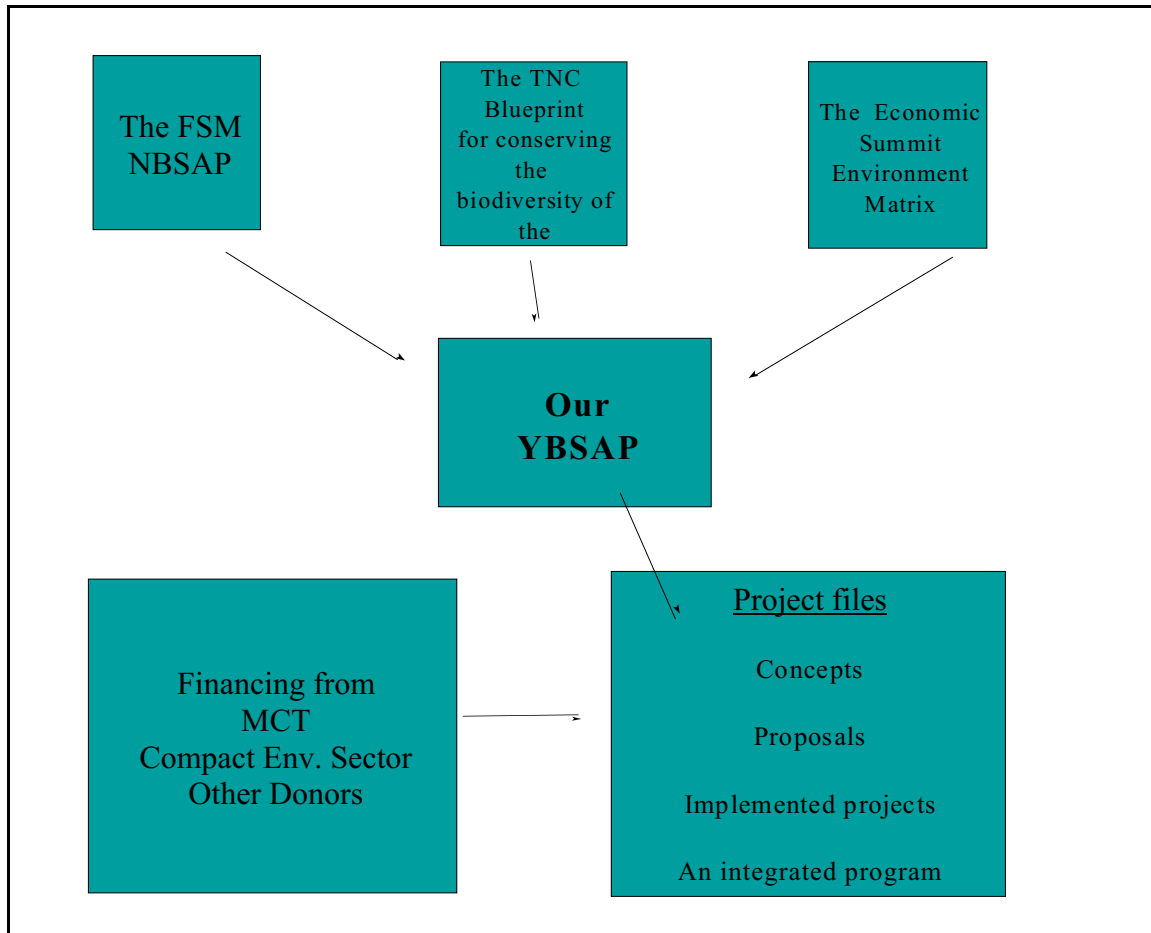 The FSM
NBSAP
The TNC
Blueprint
for conserving
the
biodiversity of
the
The Economic
Summit
Environment
Matrix
Our
YBSAP
Financing from
MCT
Compact Env. Sector
Other Donors
Project files
Concepts
Proposals
Implemented projects
An integrated program